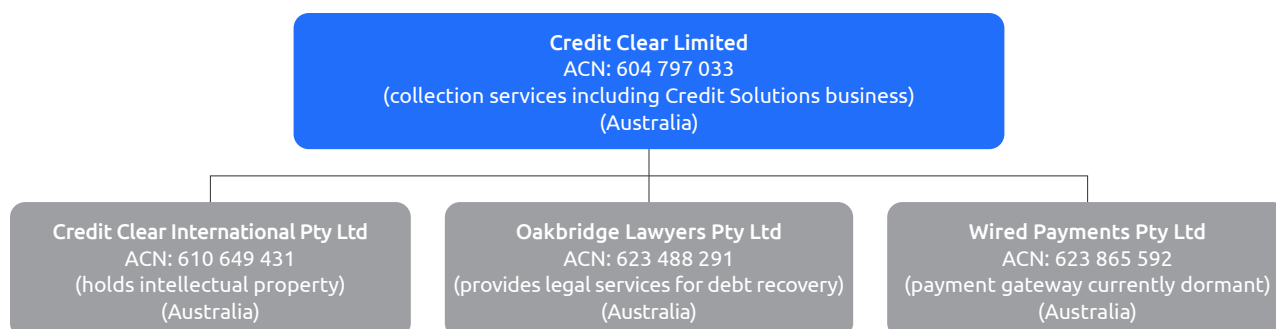 Credit Clear Limited
ACN: 604 797 033
(collection services including Credit Solutions business)
(Australia)
Credit Clear International Pty Ltd
ACN: 610 649 431
(holds intellectual property)
(Australia)
Oakbridge Lawyers Pty Ltd
ACN: 623 488 291
(provides legal services for debt recovery)
(Australia)
Wired Payments Pty Ltd
ACN: 623 865 592
(payment gateway currently dormant)
(Australia)